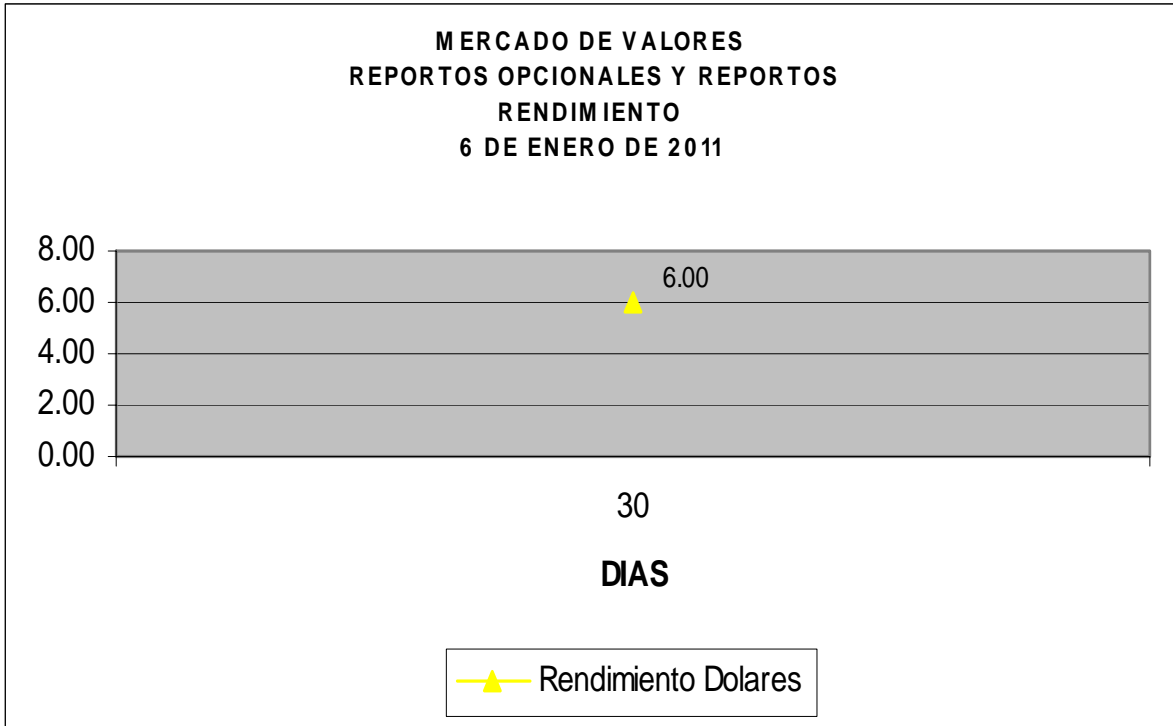 MERCADO DE VALORES
REPORTOS OPCIONALES Y REPORTOS
RENDIMIENTO
6 DE ENERO DE 2011
8.00
6.00
6.00
4.00
2.00
0.00
30
DIAS
Rendimiento Dolares